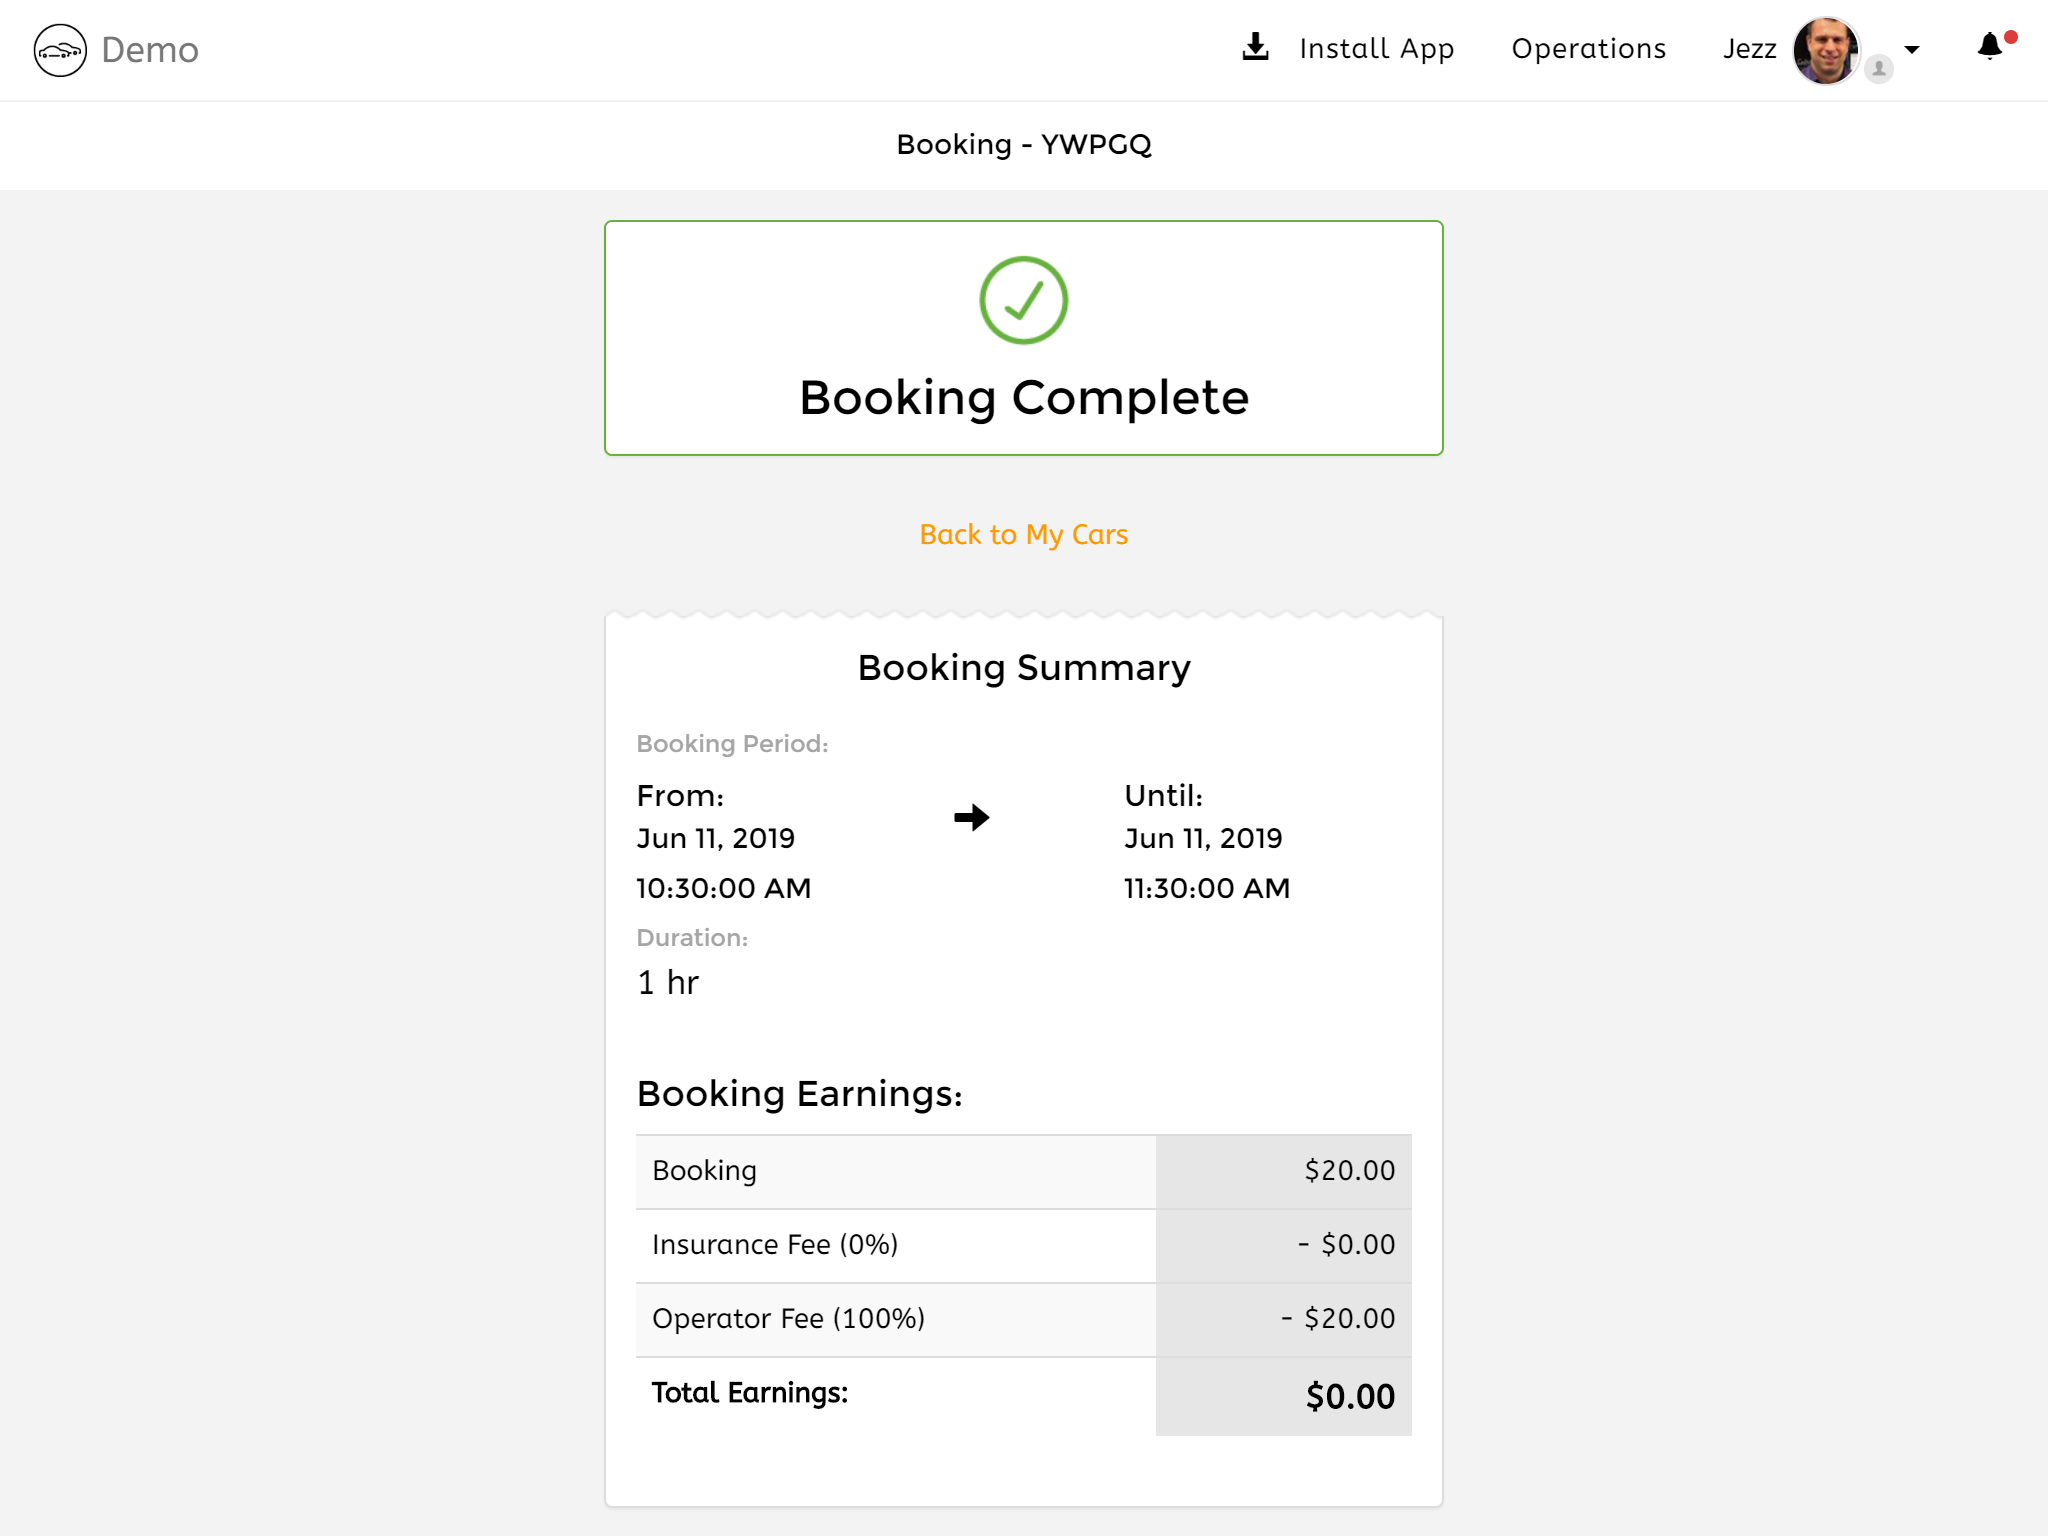 Demo
Install App
Operations
Jezz
Booking - YWPGQ
Booking Complete
Back to My Cars
Booking Summary
Booking Period:
From:
Jun 11, 2019
10:30:00 AM
Until:
Jun 11, 2019
11:30:00 AM
Duration:
1 hr
Booking Earnings:
Booking $20.00
Insurance Fee (0%) - $0.00
Operator Fee (100%) - $20.00
Total Earnings: $0.00